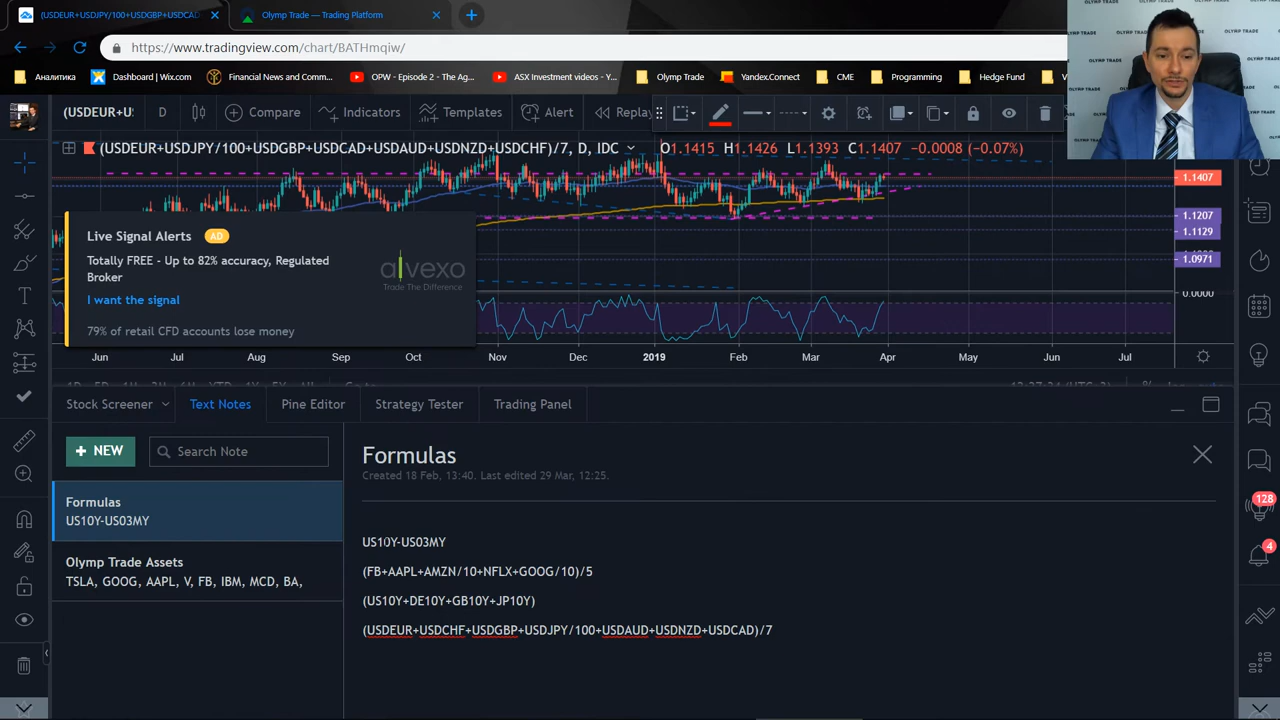 (USDEUR+USDJPY/100+USDGBP+USDCAD
Olymp Trade — Trading Platform
https://www.tradingview.com/chart/BATHmqiw/
Аналитика
Dashboard | Wix.com
Financial News and Comm...
OPW - Episode 2 - The A
ASX Investment videos - Y...
Olymp Trade
Yandex.Connect
CME
Programming
Hedge Fund
(USDEUR+U
D
Compare
Indicators
Templates
Alert
Replay
(USDEUR+USDJPY/100+USDGBP+USDCAD+USDAUD+USDNZD+USDCHF)/7, D, IDC
O1.1415 H1.1426 L1.1393 C1.1407 -0.0008 (-0.07%)
1.1407
1.1207
1.1129
1.0971
0.0000
Live Signal Alerts AD
Totally FREE - Up to 82% accuracy, Regulated
Broker
I want the signal
79% of retail CFD accounts lose money
alvexo
Trade The Difference
Jun Jul Aug Sep Oct Nov Dec 2019 Feb Mar Apr May Jun Jul
Stock Screener
Text Notes
Pine Editor
Strategy Tester
Trading Panel
+ NEW
Search Note
Formulas
US10Y-US03MY
Olymp Trade Assets
TSLA, GOOG, AAPL, V, FB, IBM, MCD, BA,
Formulas
Created 18 Feb, 13:40. Last edited 29 Mar, 12:25.
US10Y-US03MY
(FB+AAPL+AMZN/10+NFLX+GOOG/10)/5
(US10Y+DE10Y+GB10Y+JP10Y)
(USDEUR+USDCHF+USDGBP+USDJPY/100+USDAUD+USDNZD+USDCAD)/7
128
4
OLYMP TRADE